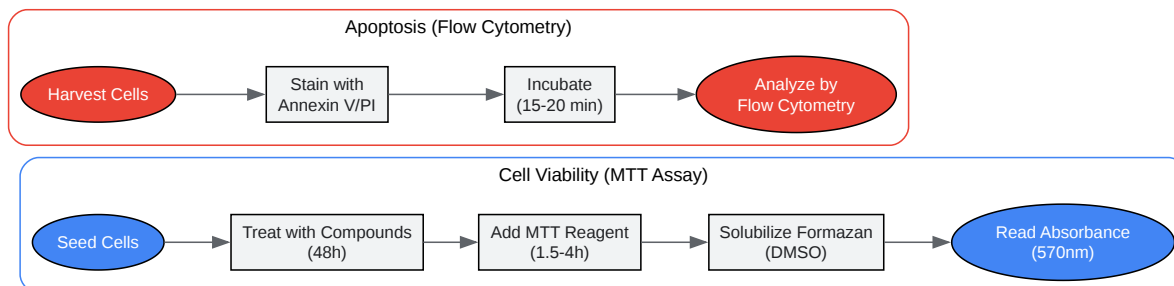 Apoptosis (Flow Cytometry)
Harvest Cells
Stain with
Annexin V/PI
Incubate
(15-20 min)
Analyze by
Flow Cytometry
Cell Viability (MTT Assay)
Seed Cells
Treat with Compounds
(48h)
Add MTT Reagent
(1.5-4h)
Solubilize Formazan
(DMSO)
Read Absorbance
(570nm)